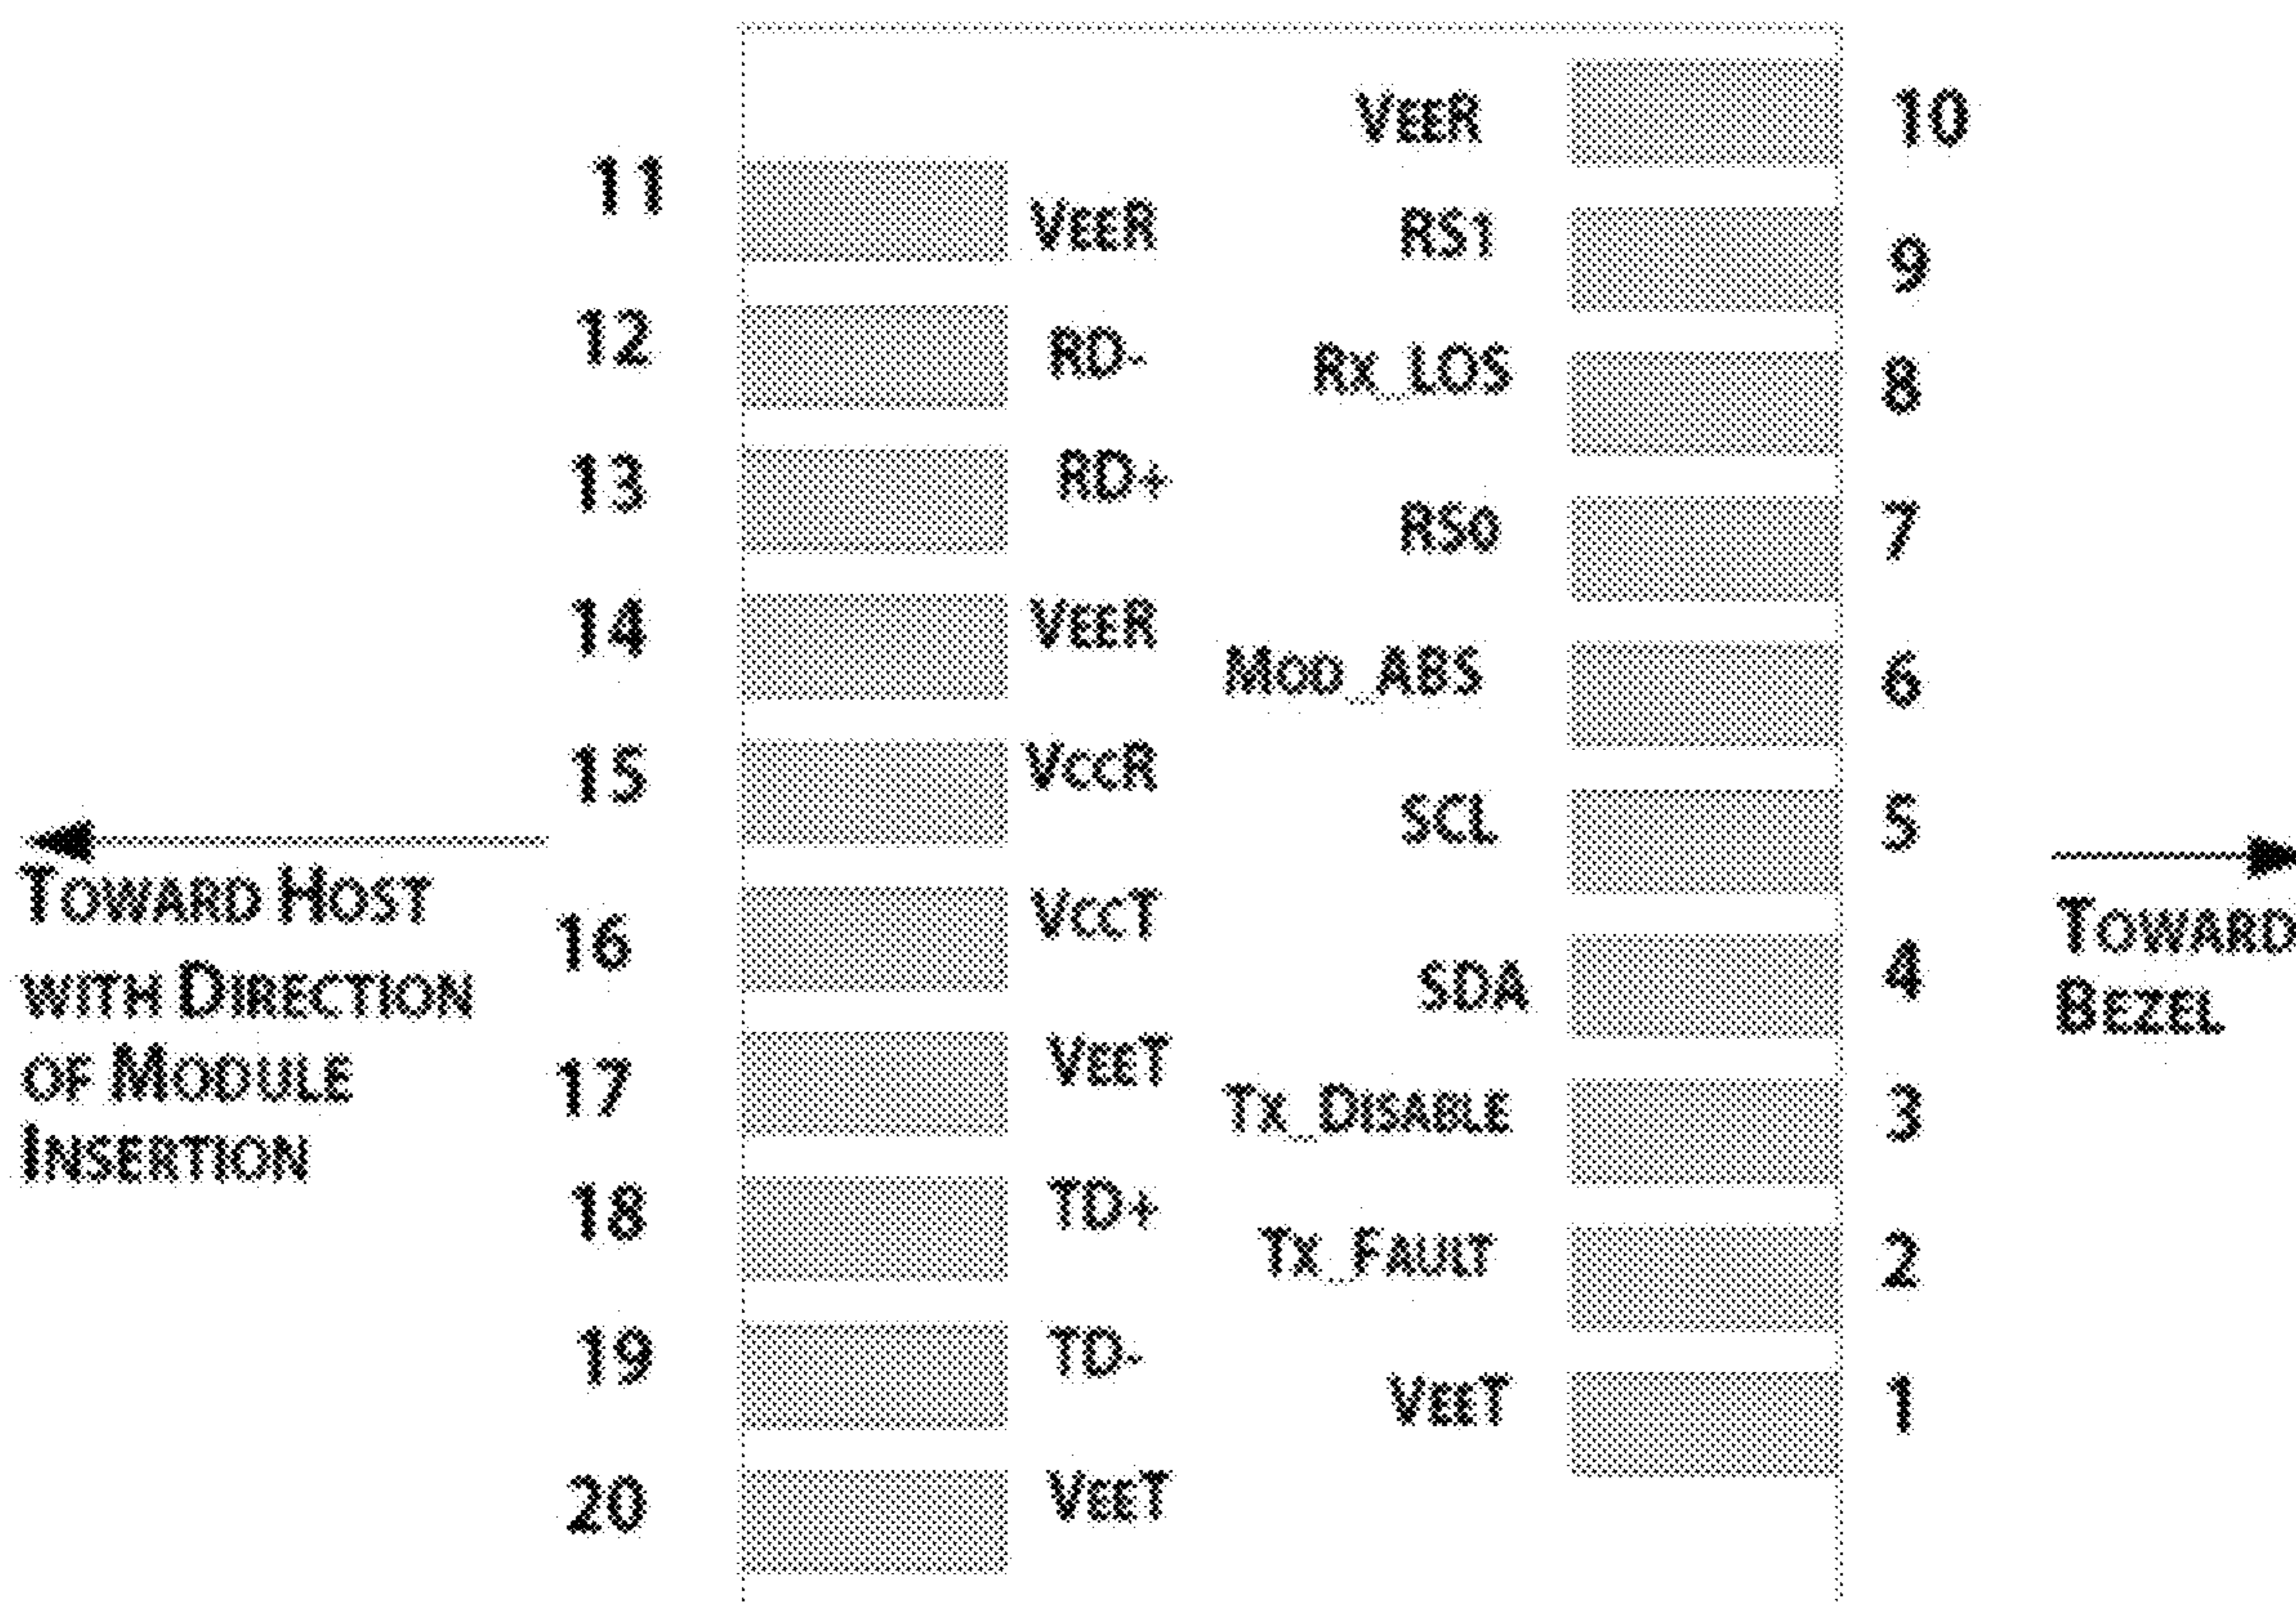 VEER 10
11 VEER
RS1 9
12 RD-
RX_LOS 8
13 RD+
RS0 7
14 VEER
MOD_ABS 6
15 VCCR
SCL 5
TOWARD HOST
WITH DIRECTION
OF MODULE
INSERTION
16 VCCT
TOWARD
BEZEL
SDA 4
17 VEET
TX_DISABLE 3
18 TD+
TX_FAULT 2
19 TD-
VEET 1
20 VEET